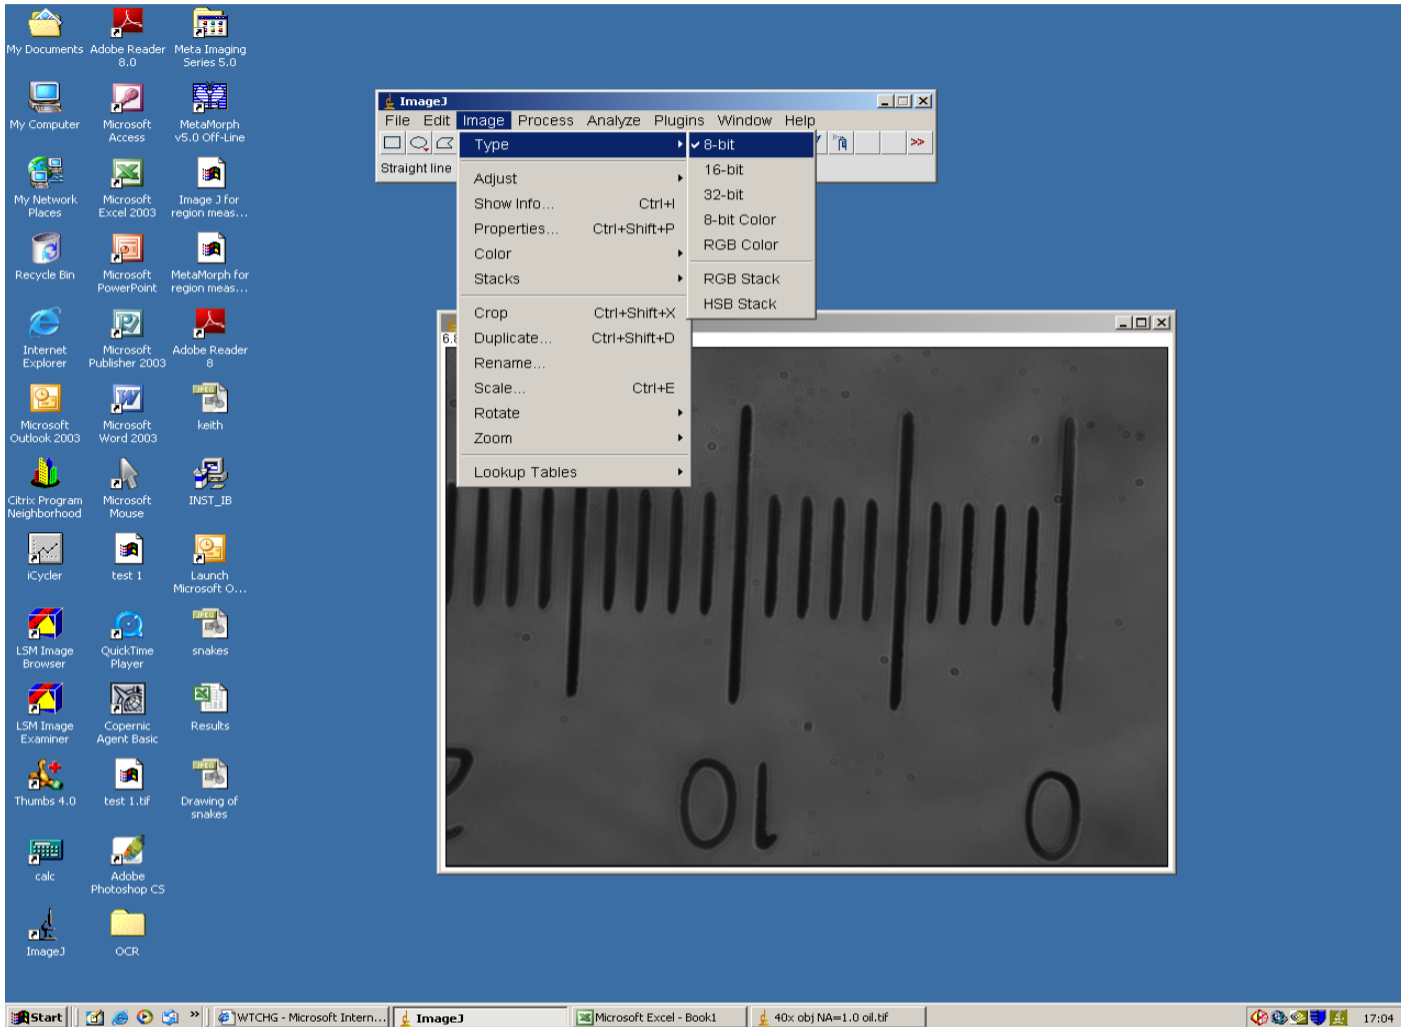 My Documents
Adobe Reader
8.0
Meta Imaging
Series 5.0
My Computer
Microsoft
Access
MetaMorph
v5.0 Off-Line
My Network
Places
Microsoft
Excel 2003
Image J for
region meas...
Recycle Bin
Microsoft
PowerPoint
MetaMorph for
region meas...
Internet
Explorer
Microsoft
Publisher 2003
Adobe Reader
8
Microsoft
Outlook 2003
Microsoft
Word 2003
keith
Citrix Program
Neighborhood
Microsoft
Mouse
INST_IB
iCycler
test 1
Launch
Microsoft O...
LSM Image
Browser
QuickTime
Player
snakes
LSM Image
Examiner
Copernic
Agent Basic
Results
Thumbs 4.0
test 1.tif
Drawing of
snakes
calc
Adobe
Photoshop CS
ImageJ
OCR
ImageJ
File Edit Image Process Analyze Plugins Window Help
>>
Straight line
Type
Adjust
Show Info... Ctrl+I
Properties... Ctrl+Shift+P
Color
Stacks
Crop Ctrl+Shift+X
Duplicate... Ctrl+Shift+D
Rename...
Scale... Ctrl+E
Rotate
Zoom
Lookup Tables
8-bit
16-bit
32-bit
8-bit Color
RGB Color
RGB Stack
HSB Stack
0 1 0
Start
WTCHG - Microsoft Intern...
ImageJ
Microsoft Excel - Book1
40x obj NA=1.0 oil.tif
17:04